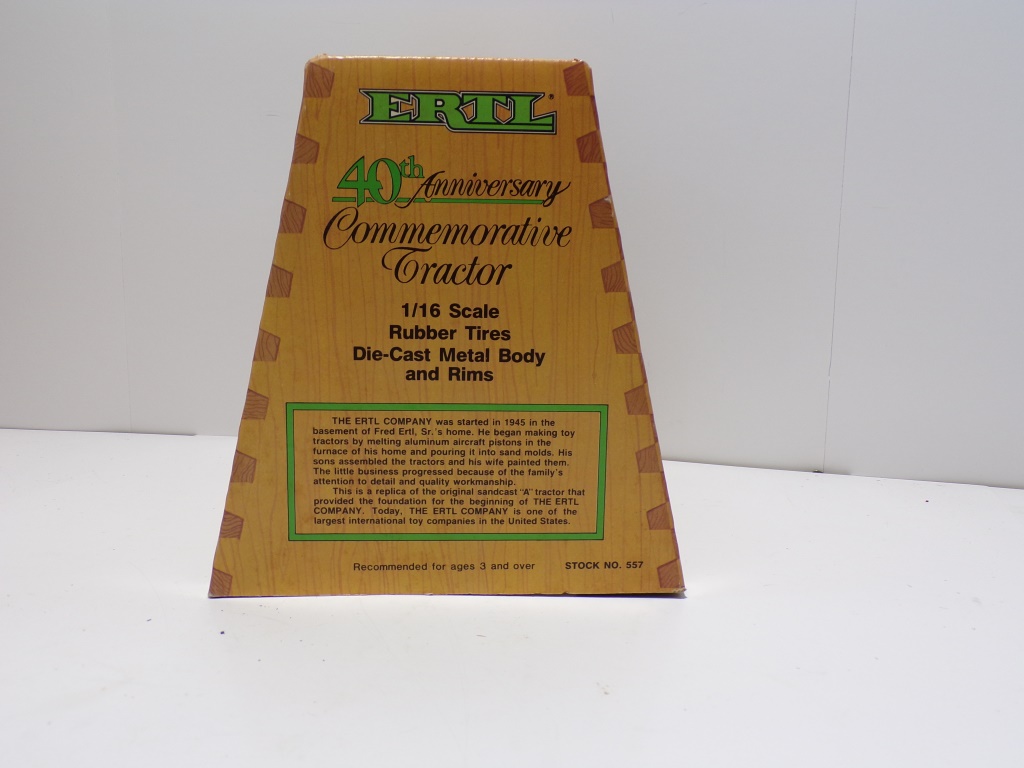 ERTL®
40th Anniversary
Commemorative
Tractor
1/16 Scale
Rubber Tires
Die-Cast Metal Body
and Rims
THE ERTL COMPANY was started in 1945 in the
basement of Fred Ertl, Sr.'s home. He began making toy
tractors by melting aluminum aircraft pistons in the
furnace of his home and pouring it into sand molds. His
sons assembled the tractors and his wife painted them.
The little business progressed because of the family's
attention to detail and quality workmanship.
This is a replica of the original sandcast "A" tractor that
provided the foundation for the beginning of THE ERTL
COMPANY. Today, THE ERTL COMPANY is one of the
largest international toy companies in the United States.
Recommended for ages 3 and over STOCK NO. 557